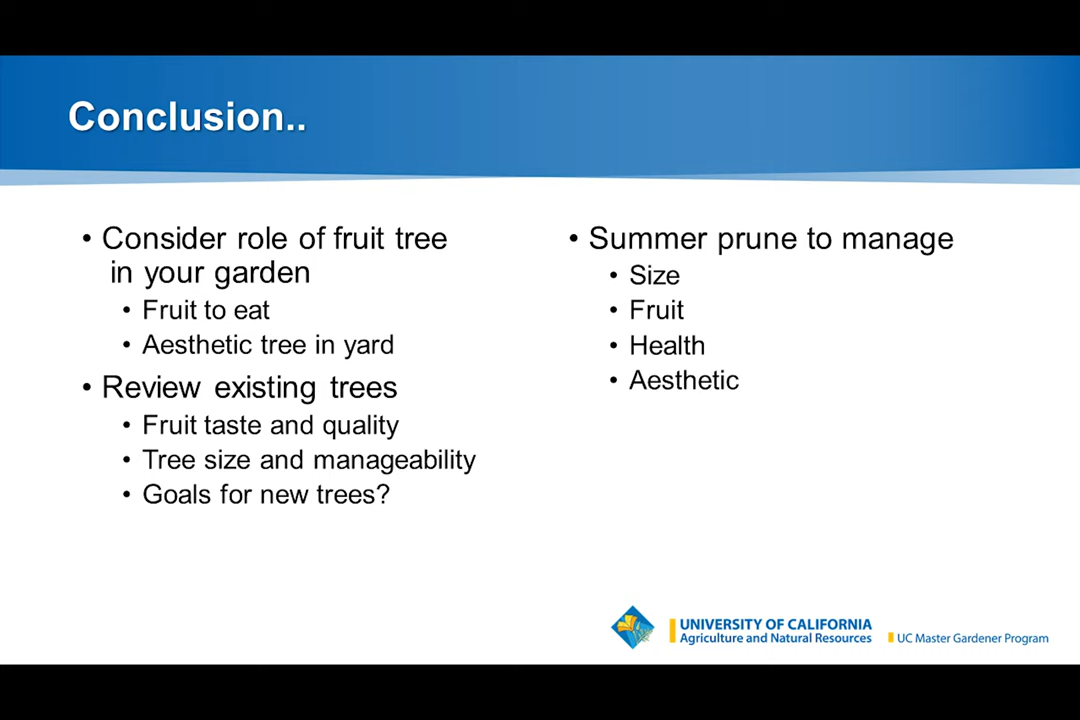 Conclusion..
• Consider role of fruit tree
in your garden
• Fruit to eat
• Aesthetic tree in yard
• Review existing trees
• Fruit taste and quality
• Tree size and manageability
• Goals for new trees?
• Summer prune to manage
• Size
• Fruit
• Health
• Aesthetic
UNIVERSITY OF CALIFORNIA
Agriculture and Natural Resources
UC Master Gardener Program